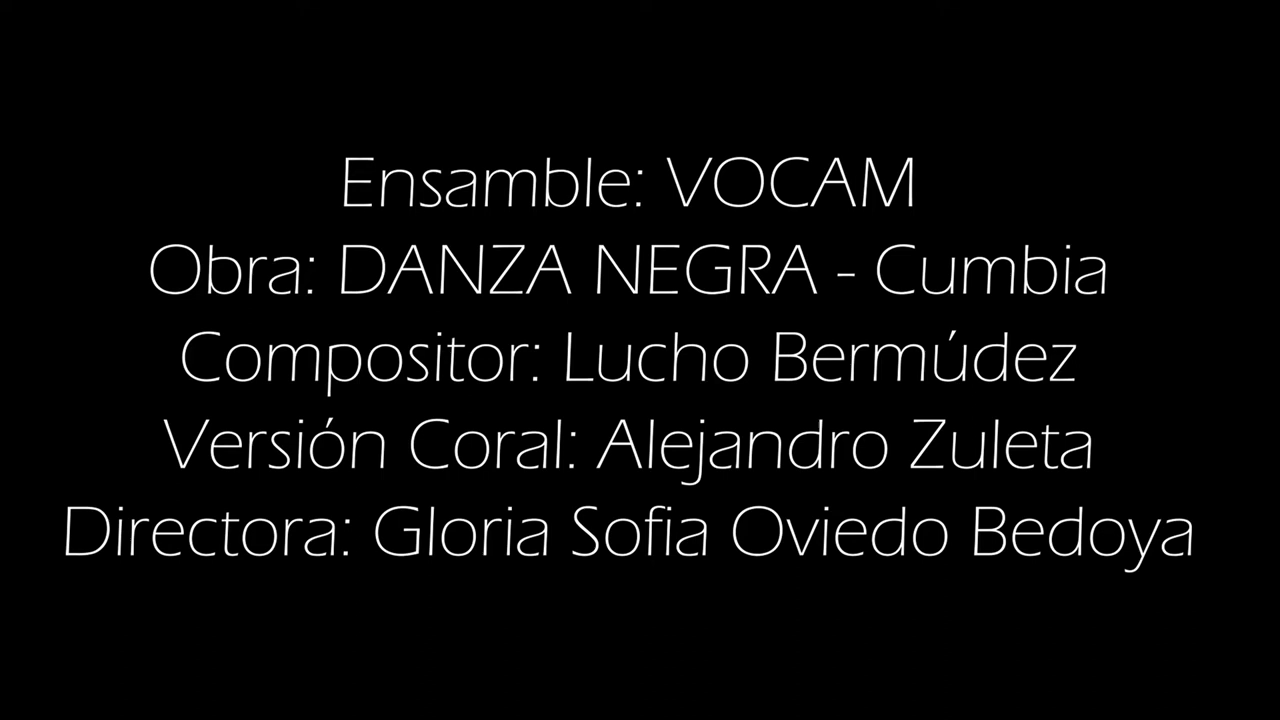 Ensamble: VOCAM
Obra: DANZA NEGRA - Cumbia
Compositor: Lucho Bermúdez
Versión Coral: Alejandro Zuleta
Directora: Gloria Sofia Oviedo Bedoya